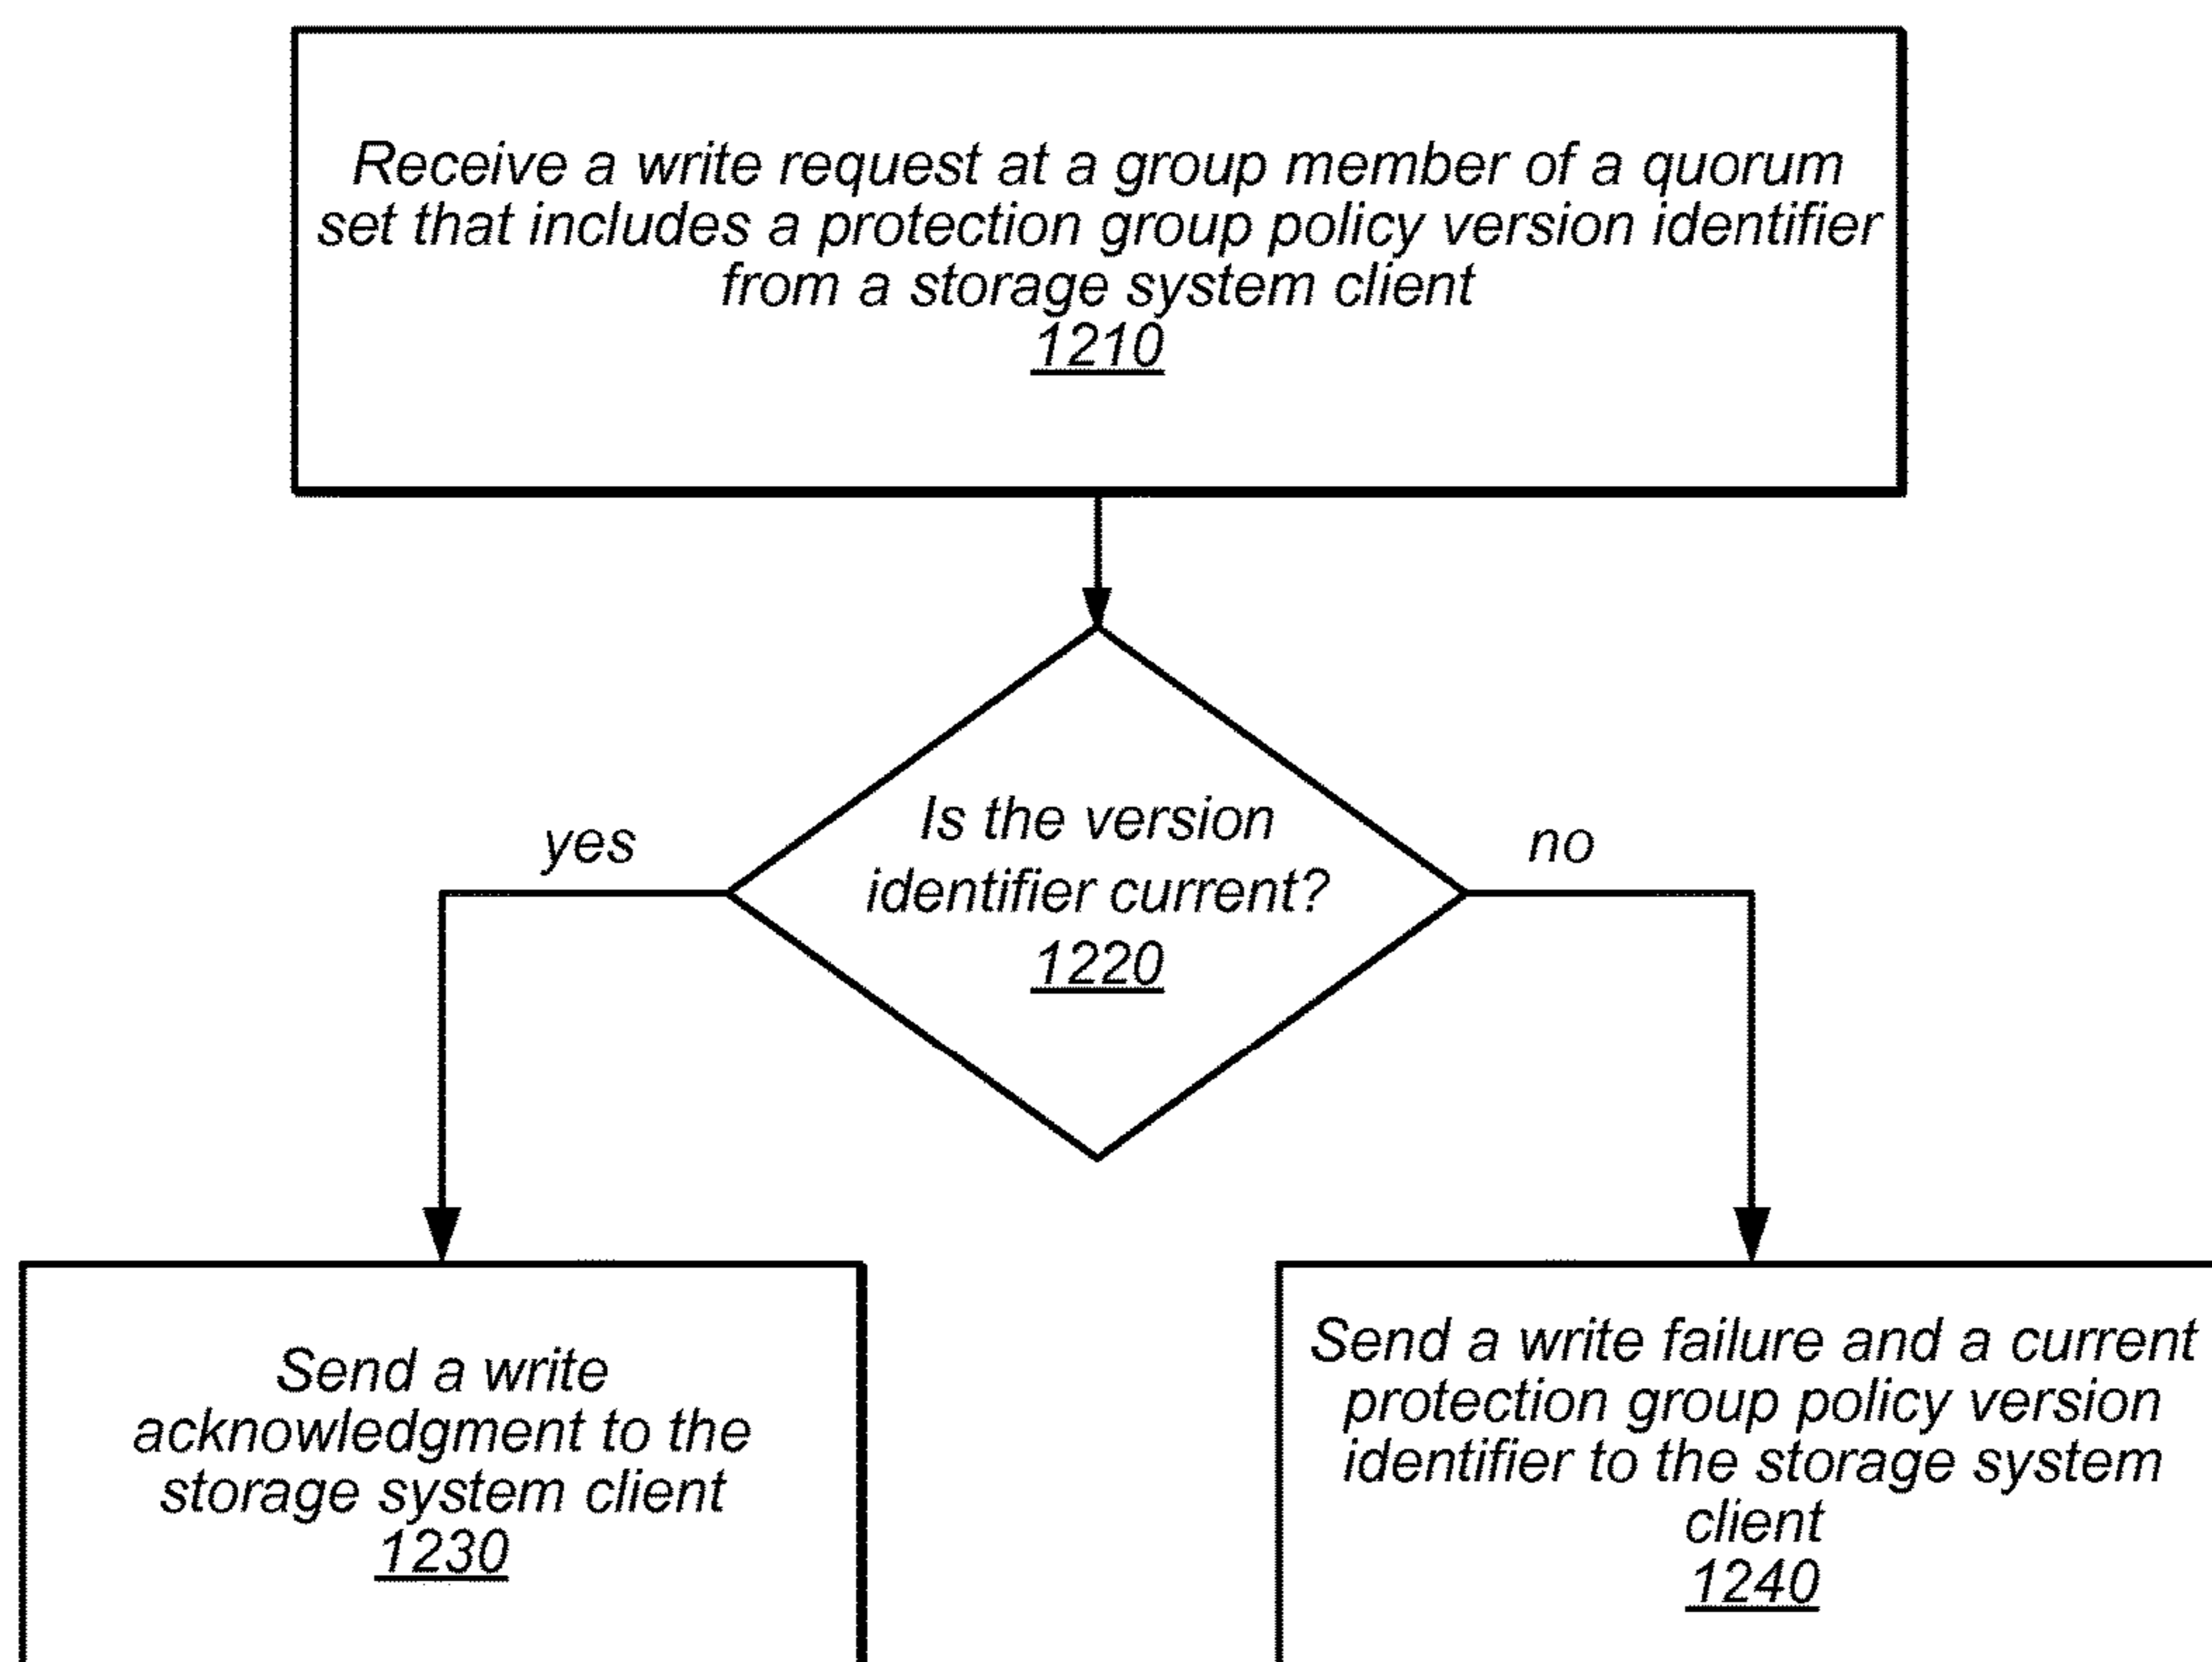 Receive a write request at a group member of a quorum
set that includes a protection group policy version identifier
from a storage system client
1210
Is the version
identifier current?
1220
yes
no
Send a write
acknowledgment to the
storage system client
1230
Send a write failure and a current
protection group policy version
identifier to the storage system
client
1240